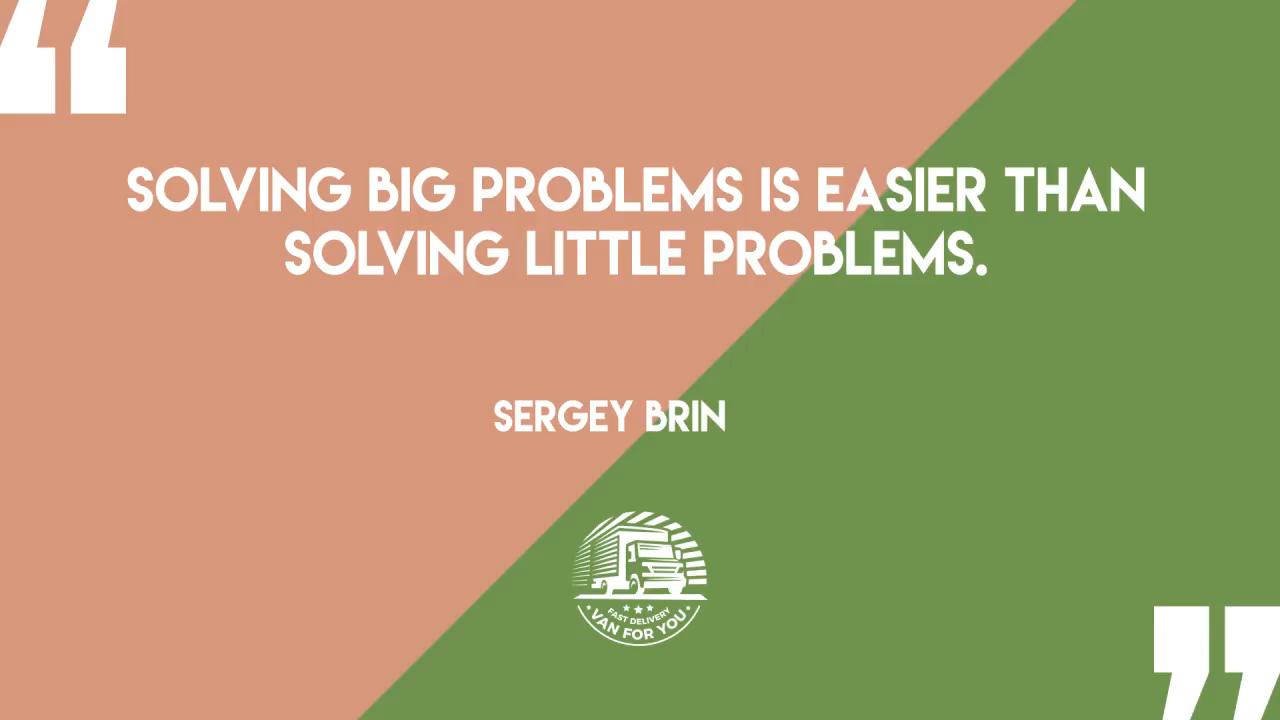 “
SOLVING BIG PROBLEMS IS EASIER THAN
SOLVING LITTLE PROBLEMS.
SERGEY BRIN
FAST DELIVERY
VAN FOR YOU
”